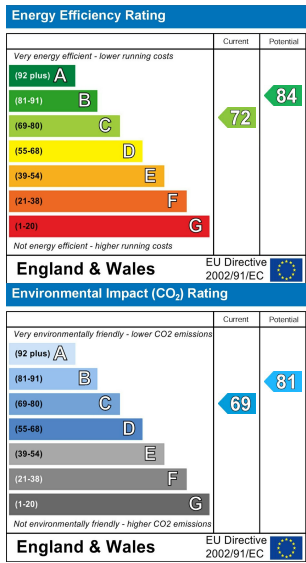 Energy Efficiency Rating
Current Potential
Very energy efficient - lower running costs
(92 plus) A
(81-91) B
(69-80) C
(55-68) D
(39-54) E
(21-38) F
(1-20) G
72
84
Not energy efficient - higher running costs
England & Wales
EU Directive
2002/91/EC
Environmental Impact (CO₂) Rating
Current Potential
Very environmentally friendly - lower CO2 emissions
(92 plus) A
(81-91) B
(69-80) C
(55-68) D
(39-54) E
(21-38) F
(1-20) G
69
81
Not environmentally friendly - higher CO2 emissions
England & Wales
EU Directive
2002/91/EC